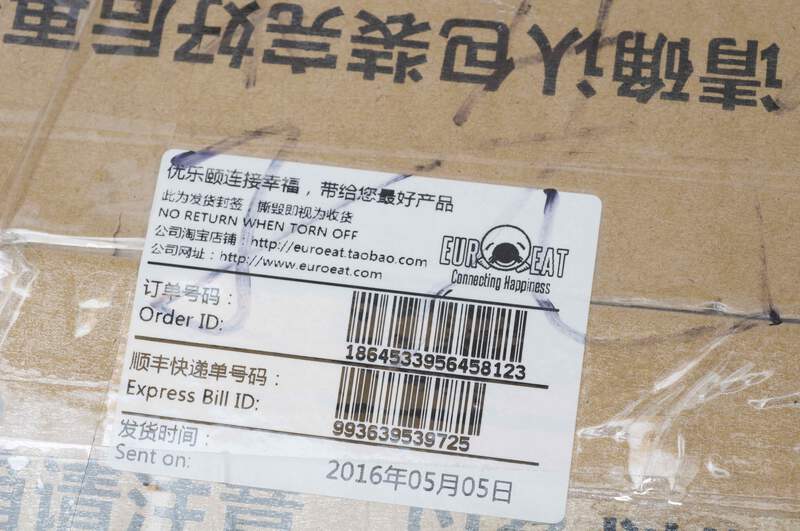 请确认包装完好后再
优乐颐连接幸福，带给您最好产品
此为发货封签，撕毁即视为收货
NO RETURN WHEN TORN OFF
公司淘宝店铺：http://euroeat.taobao.com
公司网址：http://www.euroeat.com
EUR EAT
Connecting Happiness
订单号码：
Order ID:
1864533956458123
顺丰快递单号码：
Express Bill ID:
993639539725
发货时间：
Sent on:
2016年05月05日